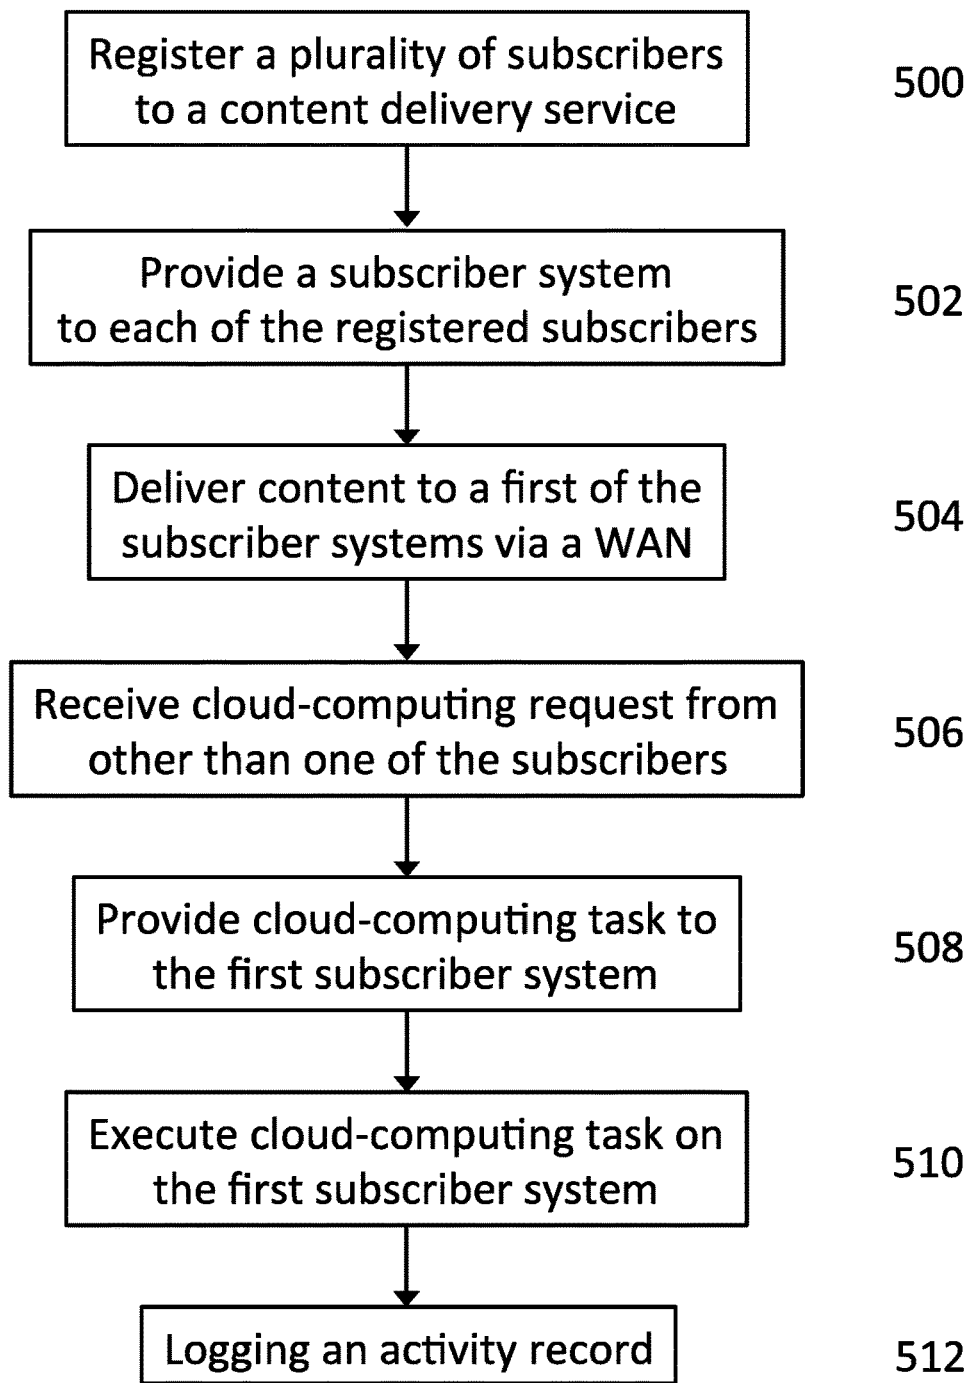 Register a plurality of subscribers
to a content delivery service
500
Provide a subscriber system
to each of the registered subscribers
502
Deliver content to a first of the
subscriber systems via a WAN
504
Receive cloud-computing request from
other than one of the subscribers
506
Provide cloud-computing task to
the first subscriber system
508
Execute cloud-computing task on
the first subscriber system
510
Logging an activity record
512